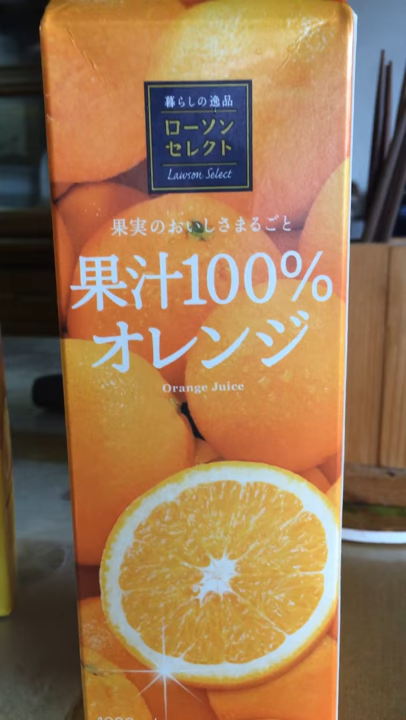 暮らしの逸品
ローソン
セレクト
Lawson Select
果実のおいしさまるごと
果汁100%
オレンジ
Orange Juice